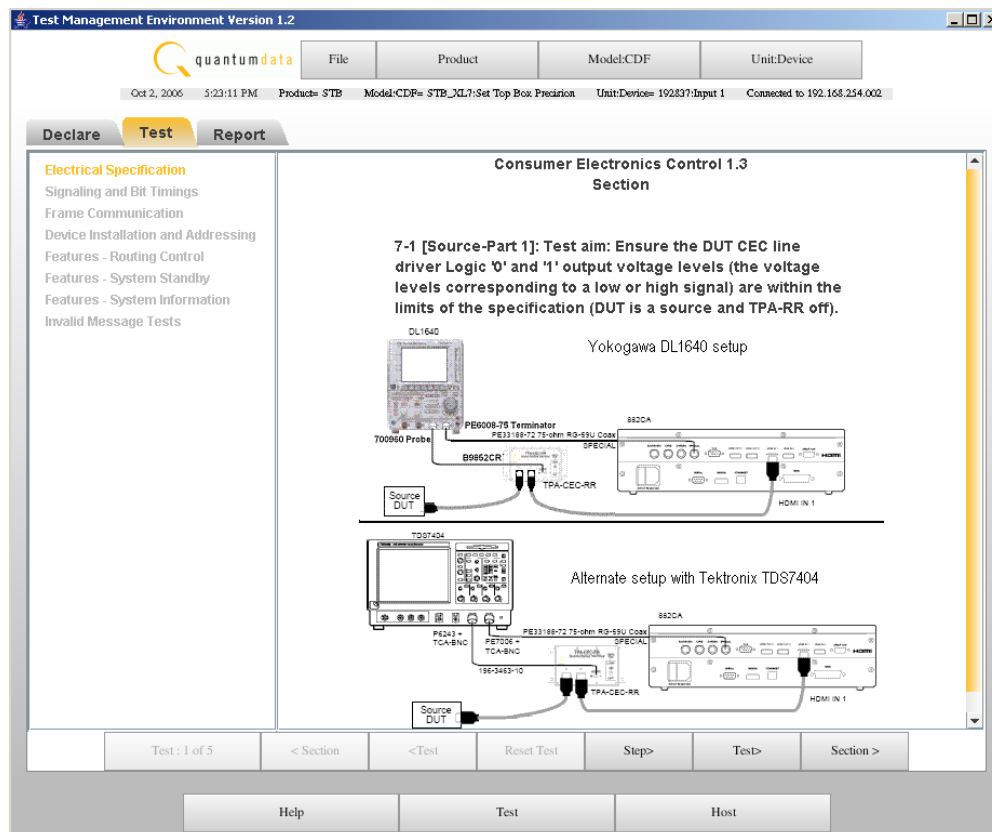 Test Management Environment Version 1.2
quantumdata
File
Product
Model:CDF
Unit:Device
Oct 2, 2006 5:23:11 PM Product= STB Model:CDF= STB_XL7:Set Top Box Precision Unit:Device= 192837:Input 1 Connected to 192.168.254.002
Declare
Test
Report
Electrical Specification
Signaling and Bit Timings
Frame Communication
Device Installation and Addressing
Features - Routing Control
Features - System Standby
Features - System Information
Invalid Message Tests
Consumer Electronics Control 1.3
Section
7-1 [Source-Part 1]: Test aim: Ensure the DUT CEC line
driver Logic '0' and '1' output voltage levels (the voltage
levels corresponding to a low or high signal) are within the
limits of the specification (DUT is a source and TPA-RR off).
DL1640
Yokogawa DL1640 setup
PE6008-75 Terminator
700960 Probe
PE33188-72 75-ohm RG-59U Coax
882CA
SPECIAL
B9852CR
TPA-CEC-RR
HDMI
Source
DUT
HDMI IN 1
TDS7404
Alternate setup with Tektronix TDS7404
P6243 +
TCA-BNC
PE7006 +
TCA-BNC
PE33188-72 75-ohm RG-59U Coax
882CA
SPECIAL
196-3463-10
TPA-CEC-RR
HDMI
HDMI IN 1
Source
DUT
Test : 1 of 5
< Section
<Test
Reset Test
Step>
Test>
Section >
Help
Test
Host